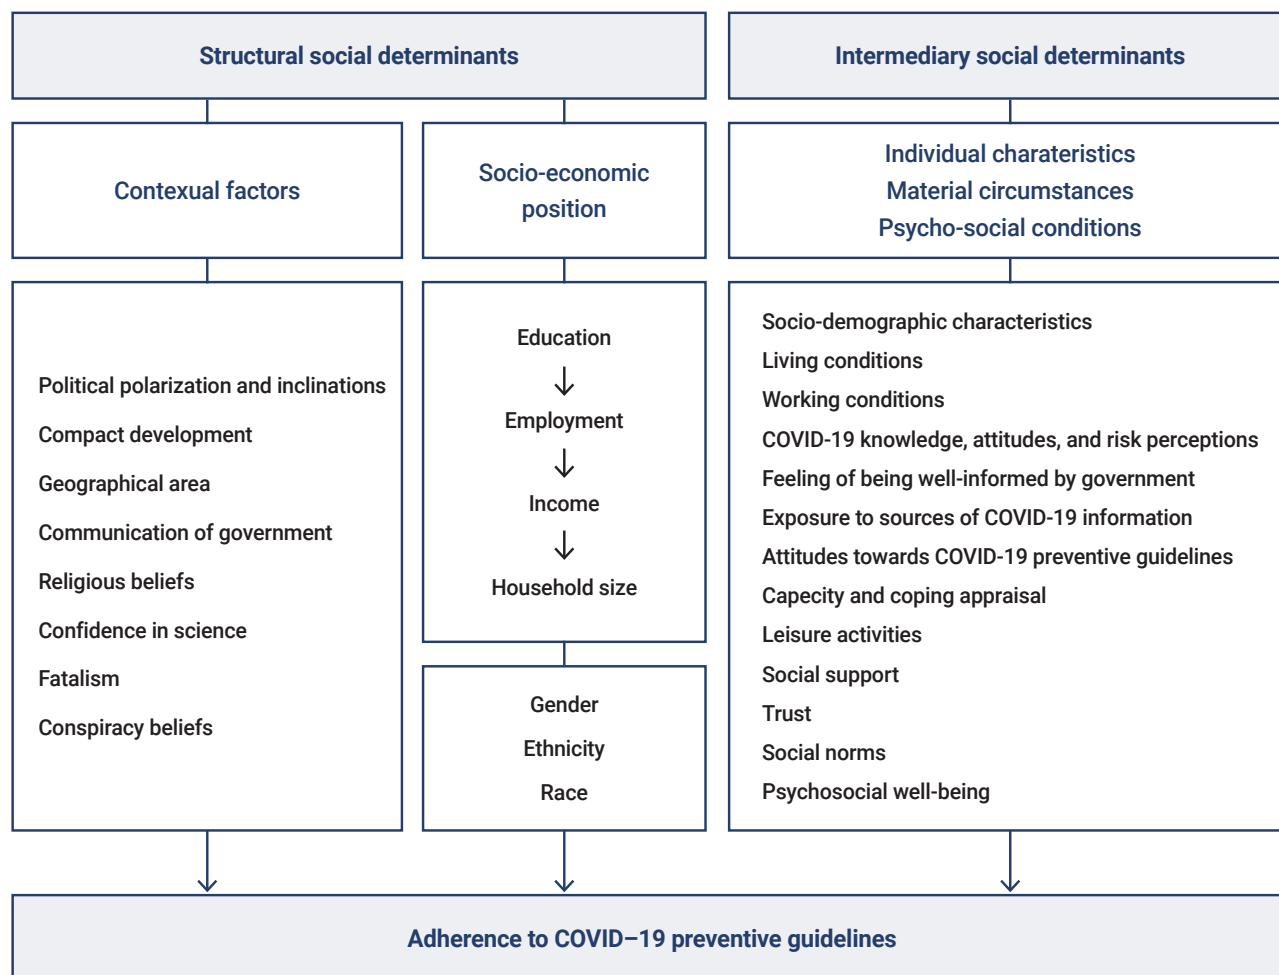 Structural social determinants
Intermediary social determinants
Contexual factors
Socio-economic
position
Individual charateristics
Material circumstances
Psycho-social conditions
Political polarization and inclinations
Compact development
Geographical area
Communication of government
Religious beliefs
Confidence in science
Fatalism
Conspiracy beliefs
Education
Employment
Income
Household size
Gender
Ethnicity
Race
Socio-demographic characteristics
Living conditions
Working conditions
COVID-19 knowledge, attitudes, and risk perceptions
Feeling of being well-informed by government
Exposure to sources of COVID-19 information
Attitudes towards COVID-19 preventive guidelines
Capecity and coping appraisal
Leisure activities
Social support
Trust
Social norms
Psychosocial well-being
Adherence to COVID–19 preventive guidelines